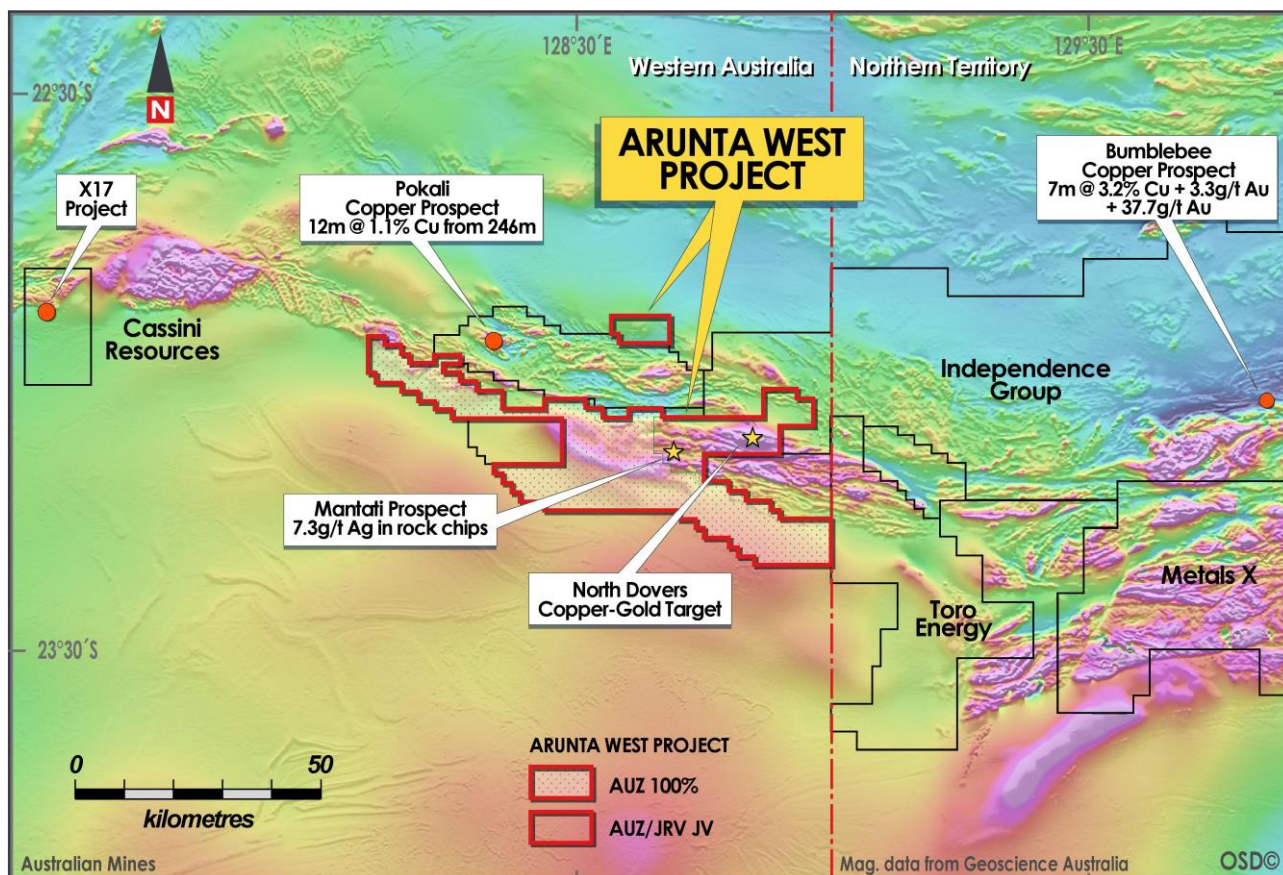 128°30´E
129°30´E
22°30´S
N
Western Australia
Northern Territory
ARUNTA WEST
PROJECT
X17
Project
Pokali
Copper Prospect
12m @ 1.1% Cu from 246m
Bumblebee
Copper Prospect
7m @ 3.2% Cu + 3.3g/t Au
+ 37.7g/t Au
Cassini
Resources
Independence
Group
Mantati Prospect
7.3g/t Ag in rock chips
North Dovers
Copper-Gold Target
Metals X
Toro
Energy
23°30´S
ARUNTA WEST PROJECT
AUZ 100%
AUZ/JRV JV
0
50
kilometres
Australian Mines
Mag. data from Geoscience Australia
OSD©